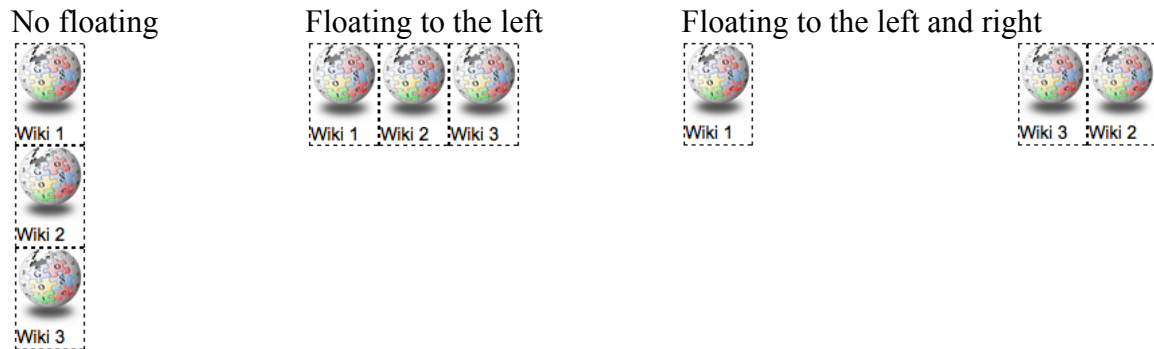 No floating
Floating to the left
Floating to the left and right
Wiki 1
Wiki 2
Wiki 3
Wiki 1
Wiki 2
Wiki 3
Wiki 1
Wiki 3
Wiki 2